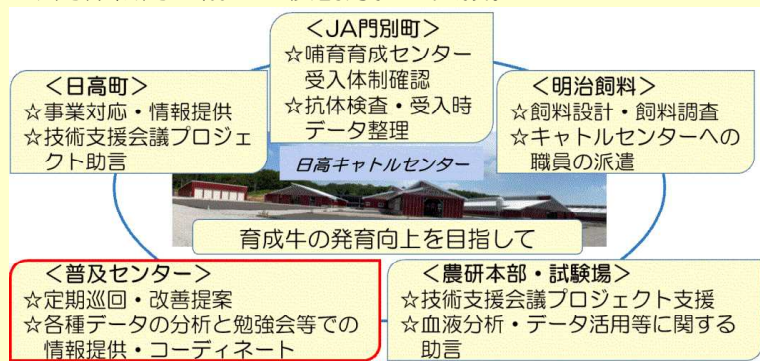 ＜JA門別町＞
☆哺育育成センター
受入体制確認
☆抗体検査・受入時
データ整理
＜日高町＞
☆事業対応・情報提供
☆技術支援会議プロジェ
クト助言
＜明治飼料＞
☆飼料設計・飼料調査
☆キャトルセンターへの
職員の派遣
日高キャトルセンター
育成牛の発育向上を目指して
＜普及センター＞
☆定期巡回・改善提案
☆各種データの分析と勉強会等での
情報提供・コーディネート
＜農研本部・試験場＞
☆技術支援会議プロジェクト支援
☆血液分析・データ活用等に関する
助言